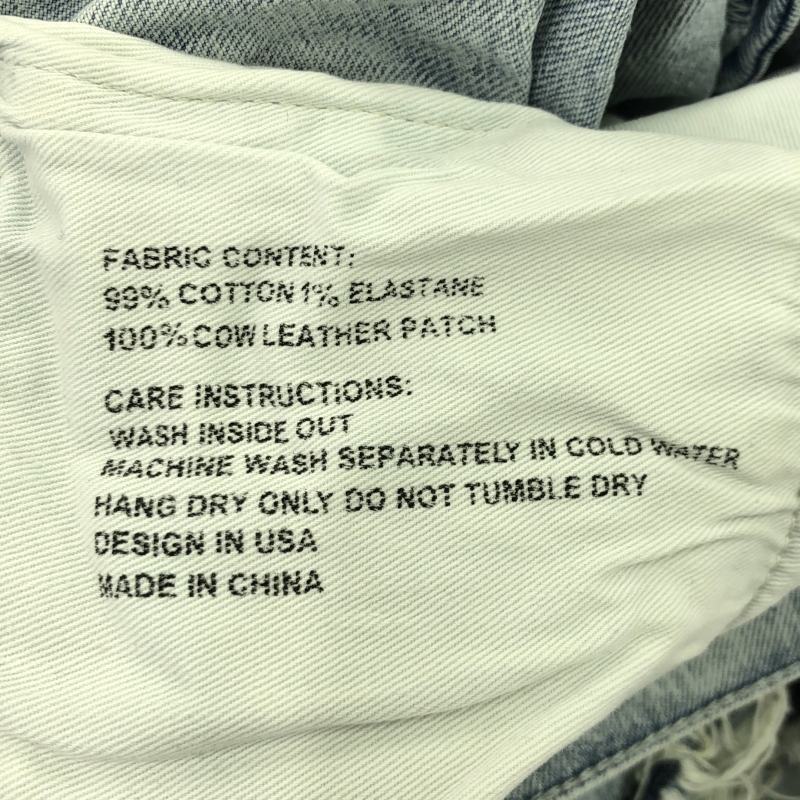 FABRIC CONTENT:
99% COTTON 1% ELASTANE
100% COW LEATHER PATCH
CARE INSTRUCTIONS:
WASH INSIDE OUT
MACHINE WASH SEPARATELY IN COLD WATER
HANG DRY ONLY DO NOT TUMBLE DRY
DESIGN IN USA
MADE IN CHINA